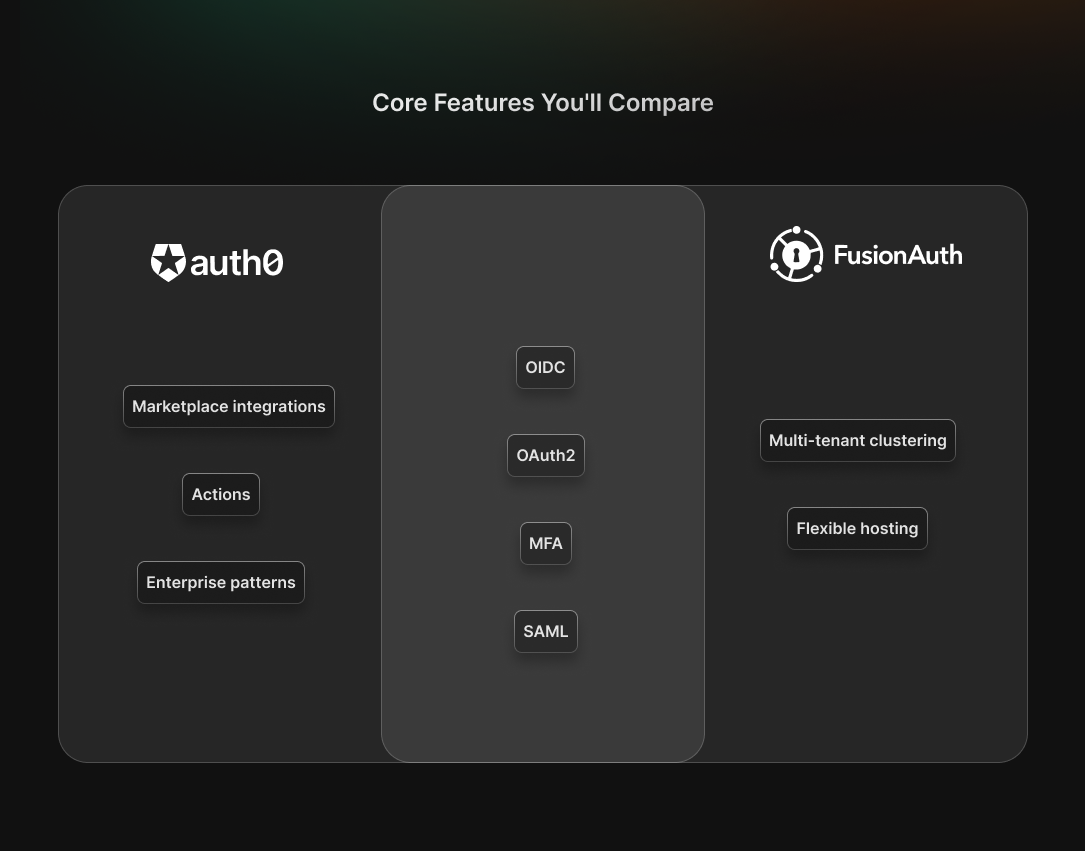 Core Features You'll Compare
auth0
Marketplace integrations
Actions
Enterprise patterns
OIDC
OAuth2
MFA
SAML
FusionAuth
Multi-tenant clustering
Flexible hosting